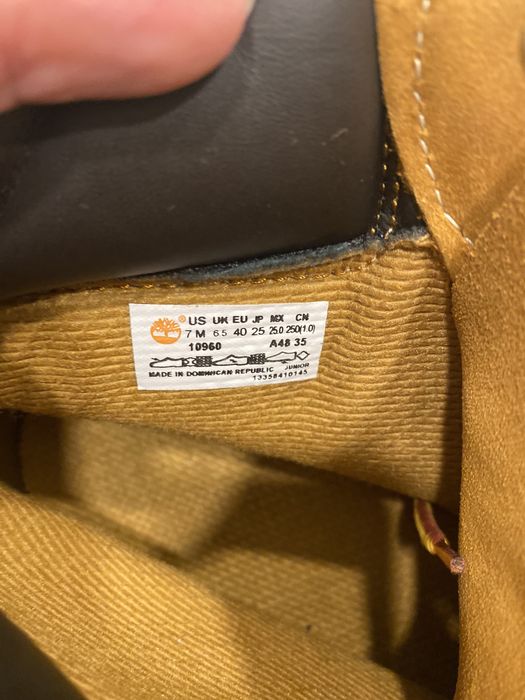 ® US UK EU JP MX CN
7 M 6.5 40 25 25.0 250(1.0)
10960 A48 35
MADE IN DOMINICAN REPUBLIC JUNIOR
13358410145